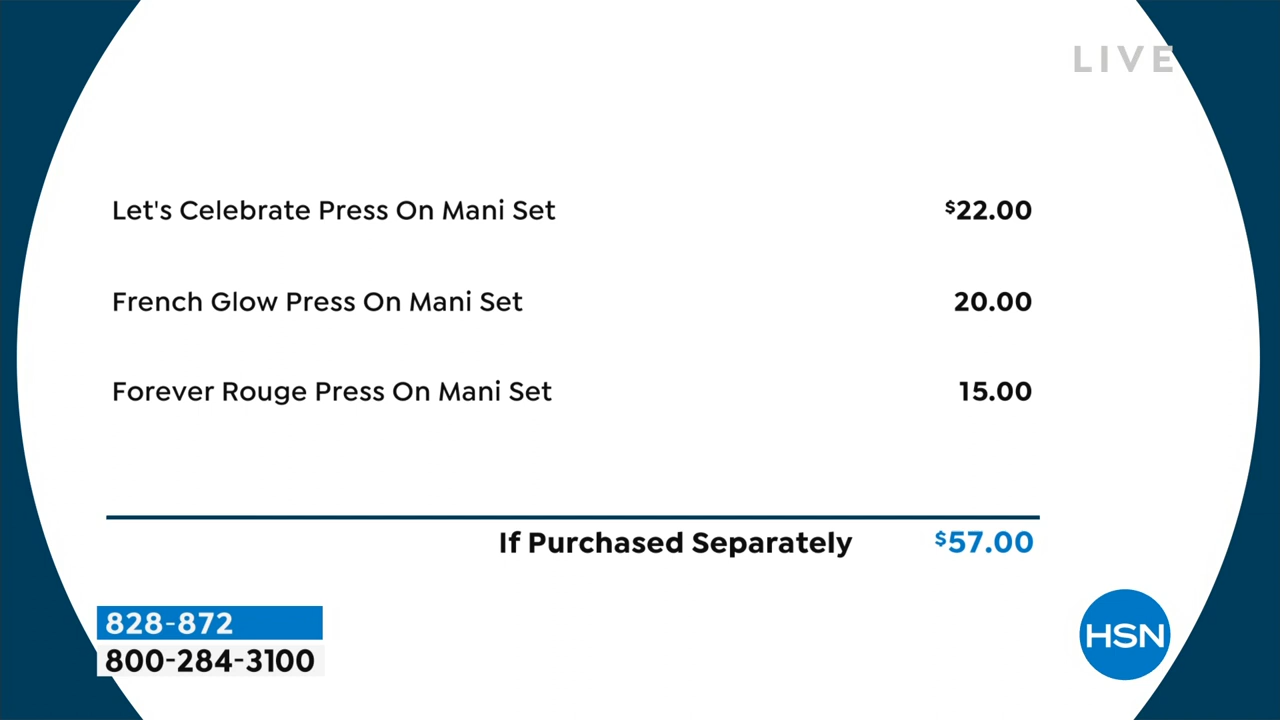 LIVE
Let's Celebrate Press On Mani Set $22.00
French Glow Press On Mani Set 20.00
Forever Rouge Press On Mani Set 15.00
If Purchased Separately $57.00
828-872
800-284-3100
HSN